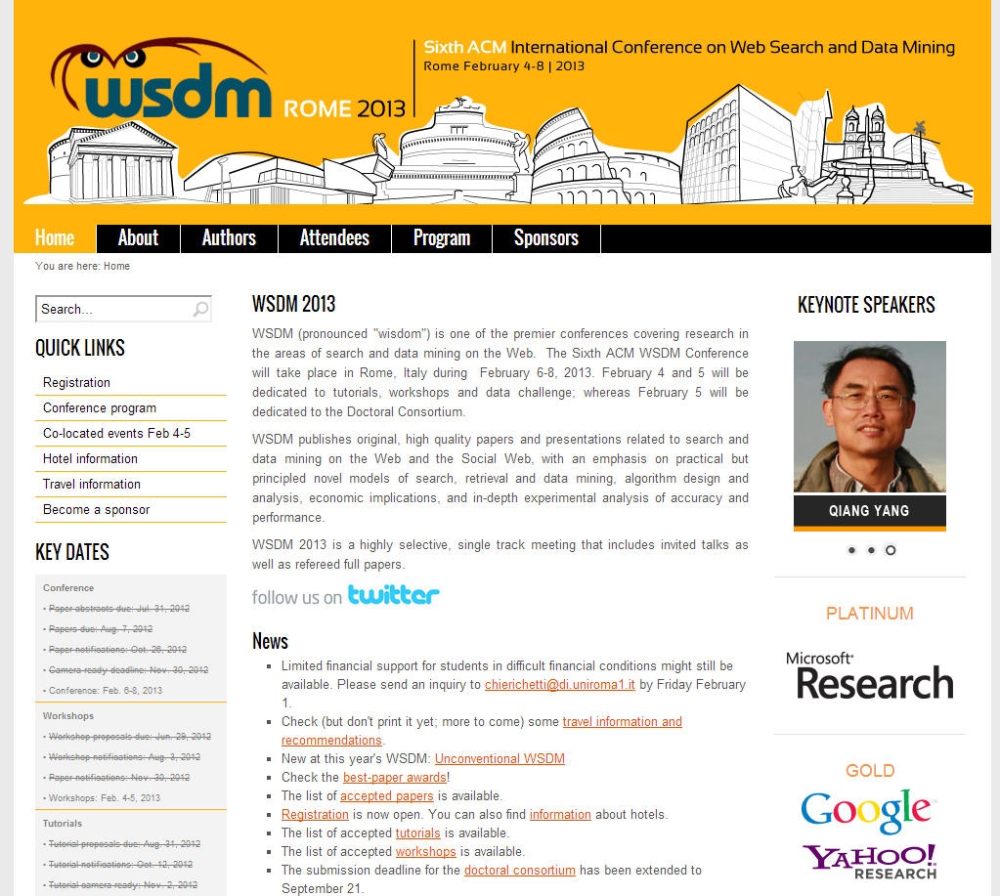 wsdm ROME 2013
Sixth ACM International Conference on Web Search and Data Mining
Rome February 4-8 | 2013
Home About Authors Attendees Program Sponsors
You are here: Home
Search...
QUICK LINKS
Registration
Conference program
Co-located events Feb 4-5
Hotel information
Travel information
Become a sponsor
KEY DATES
Conference
• Paper abstracts due: Jul. 31, 2012
• Papers due: Aug. 7, 2012
• Paper notifications: Oct. 26, 2012
• Camera ready deadline: Nov. 30, 2012
• Conference: Feb. 6-8, 2013
Workshops
• Workshop proposals due: Jun. 29, 2012
• Workshop notifications: Aug. 3, 2012
• Paper notifications: Nov. 30, 2012
• Workshops: Feb. 4-5, 2013
Tutorials
• Tutorial proposals due: Aug. 31, 2012
• Tutorial notifications: Oct. 12, 2012
• Tutorial camera ready: Nov. 2, 2012
WSDM 2013
WSDM (pronounced "wisdom") is one of the premier conferences covering research in
the areas of search and data mining on the Web. The Sixth ACM WSDM Conference
will take place in Rome, Italy during February 6-8, 2013. February 4 and 5 will be
dedicated to tutorials, workshops and data challenge; whereas February 5 will be
dedicated to the Doctoral Consortium.
WSDM publishes original, high quality papers and presentations related to search and
data mining on the Web and the Social Web, with an emphasis on practical but
principled novel models of search, retrieval and data mining, algorithm design and
analysis, economic implications, and in-depth experimental analysis of accuracy and
performance.
WSDM 2013 is a highly selective, single track meeting that includes invited talks as
well as refereed full papers.
follow us on twitter
News
Limited financial support for students in difficult financial conditions might still be
available. Please send an inquiry to chierichetti@di.uniroma1.it by Friday February
1.
Check (but don't print it yet; more to come) some travel information and
recommendations.
New at this year's WSDM: Unconventional WSDM
Check the best-paper awards!
The list of accepted papers is available.
Registration is now open. You can also find information about hotels.
The list of accepted tutorials is available.
The list of accepted workshops is available.
The submission deadline for the doctoral consortium has been extended to
September 21.
KEYNOTE SPEAKERS
QIANG YANG
PLATINUM
Microsoft®
Research
GOLD
Google™
YAHOO!
RESEARCH